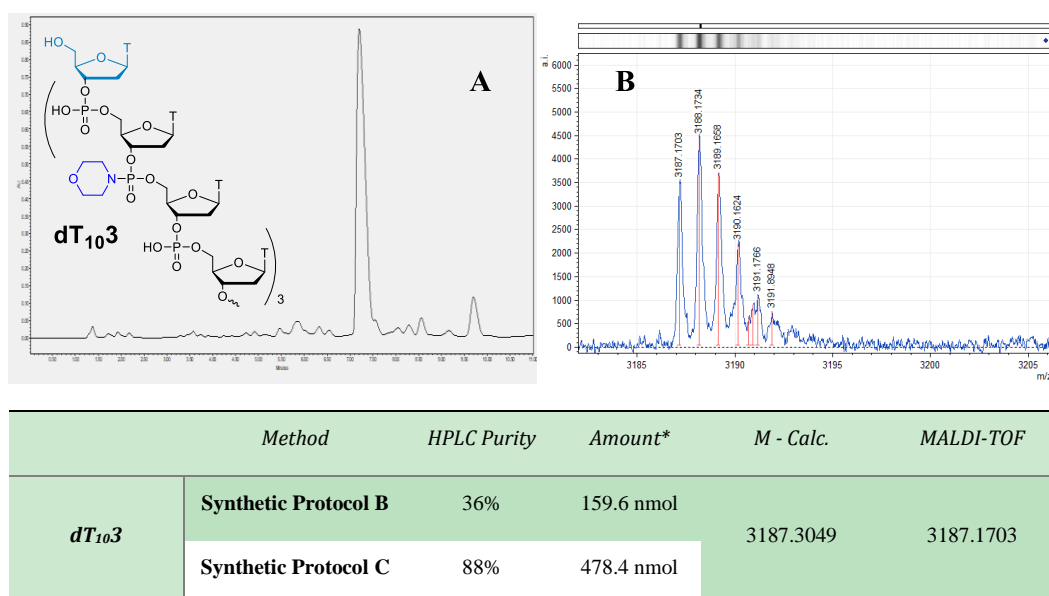 A
HO
T
O
O
HO-P-O
O
O
T
O
O
N-P-O
O
O
T
dT₁₀3
O
HO-P-O
O
O
T
O
3
Minutes
B
a.i.
6000
5500
5000
4500
4000
3500
3000
2500
2000
1500
1000
500
0
3187.1703
3188.1734
3189.1658
3190.1624
3191.1766
3191.8948
3185
3190
3195
3200
3205
m/z
Method HPLC Purity Amount* M - Calc. MALDI-TOF
dT₁₀3
Synthetic Protocol B 36% 159.6 nmol
3187.3049 3187.1703
Synthetic Protocol C 88% 478.4 nmol